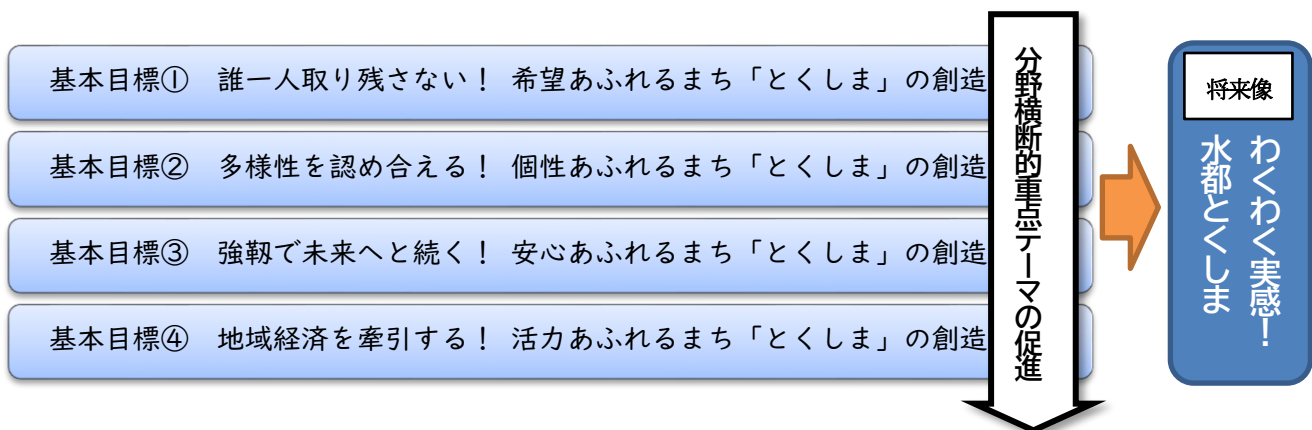 基本目標① 誰一人取り残さない! 希望あふれるまち「とくしま」の創造
基本目標② 多様性を認め合える! 個性あふれるまち「とくしま」の創造
基本目標③ 強靱で未来へと続く! 安心あふれるまち「とくしま」の創造
基本目標④ 地域経済を牽引する! 活力あふれるまち「とくしま」の創造
分野横断的重点テーマの促進
将来像
わくわく実感!
水都とくしま